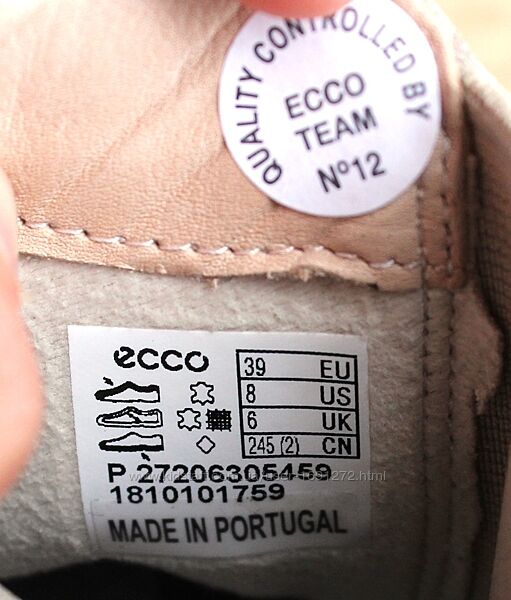 QUALITY CONTROLLED BY
ECCO
TEAM
Nº12
ecco
39 EU
8 US
6 UK
245 (2) CN
P 27206305459
1810101759
MADE IN PORTUGAL